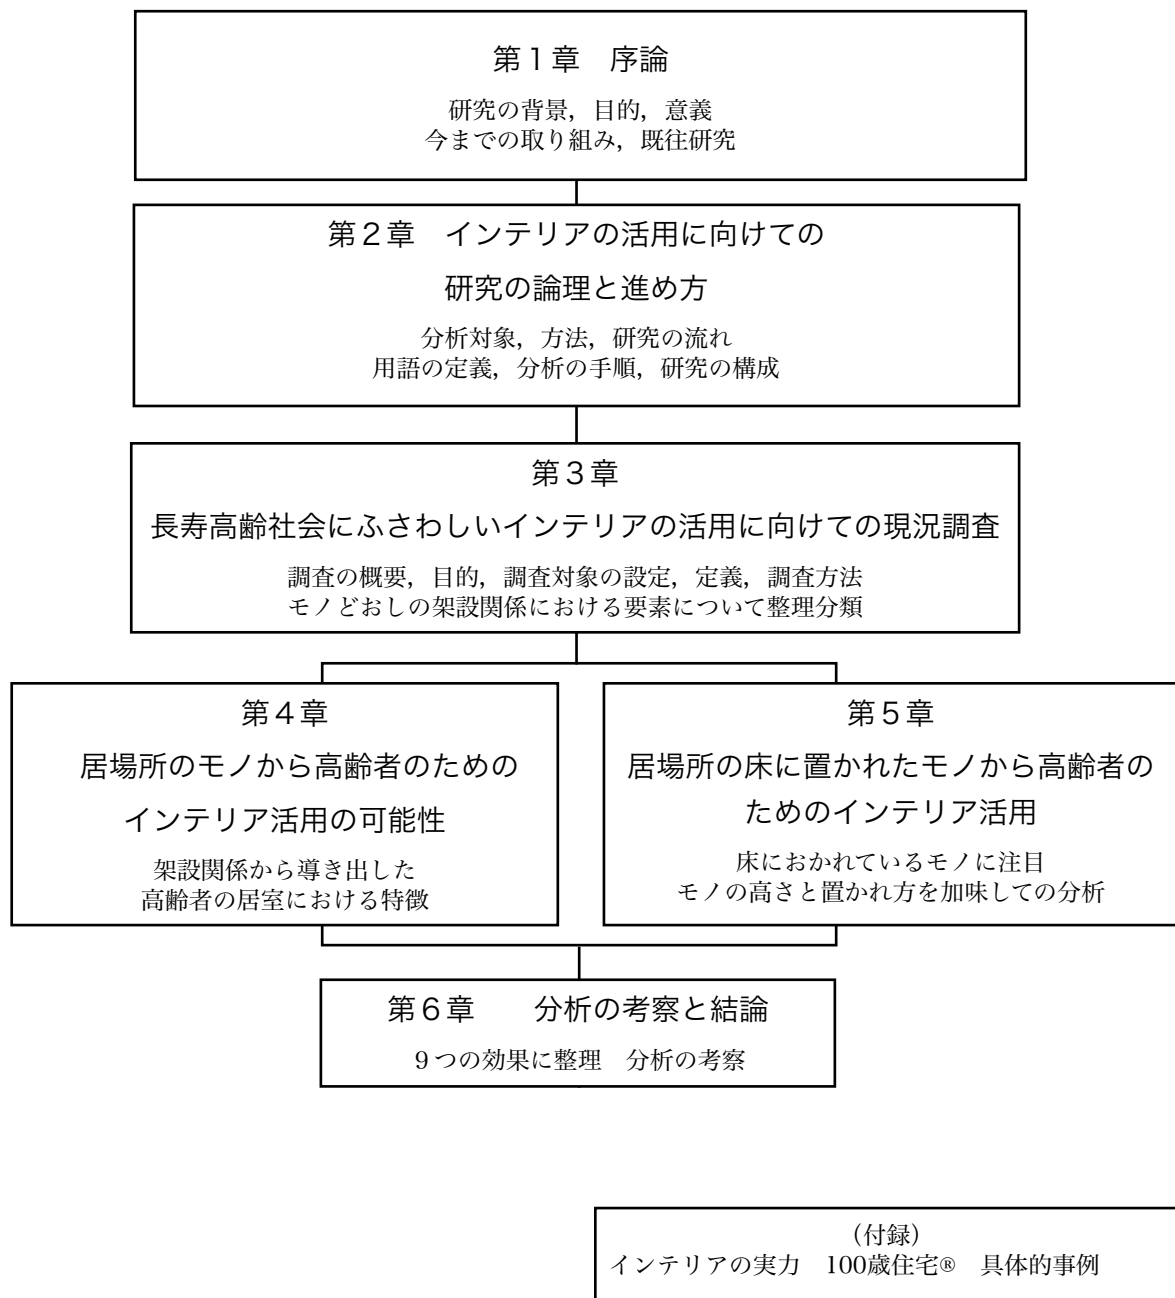 第１章　序論
研究の背景，目的，意義
今までの取り組み，既往研究
第２章　インテリアの活用に向けての
研究の論理と進め方
分析対象，方法，研究の流れ
用語の定義，分析の手順，研究の構成
第３章
長寿高齢社会にふさわしいインテリアの活用に向けての現況調査
調査の概要，目的，調査対象の設定，定義，調査方法
モノどおしの架設関係における要素について整理分類
第４章
居場所のモノから高齢者のための
インテリア活用の可能性
架設関係から導き出した
高齢者の居室における特徴
第５章
居場所の床に置かれたモノから高齢者の
ためのインテリア活用
床におかれているモノに注目
モノの高さと置かれ方を加味しての分析
第６章　　分析の考察と結論
９つの効果に整理　分析の考察
（付録）
インテリアの実力　100歳住宅®　具体的事例